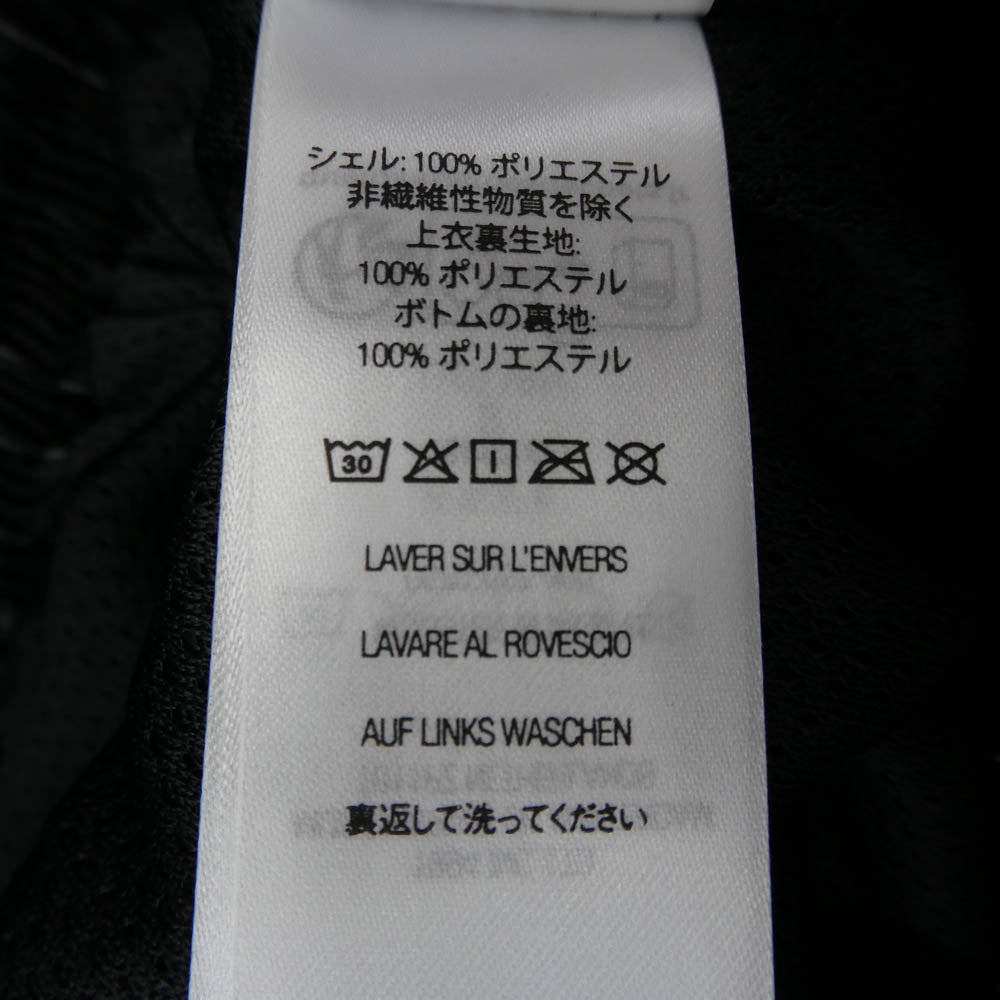 シェル: 100% ポリエステル
非繊維性物質を除く
上衣裏生地:
100% ポリエステル
ボトムの裏地:
100% ポリエステル
30
LAVER SUR L'ENVERS
LAVARE AL ROVESCIO
AUF LINKS WASCHEN
裏返して洗ってください